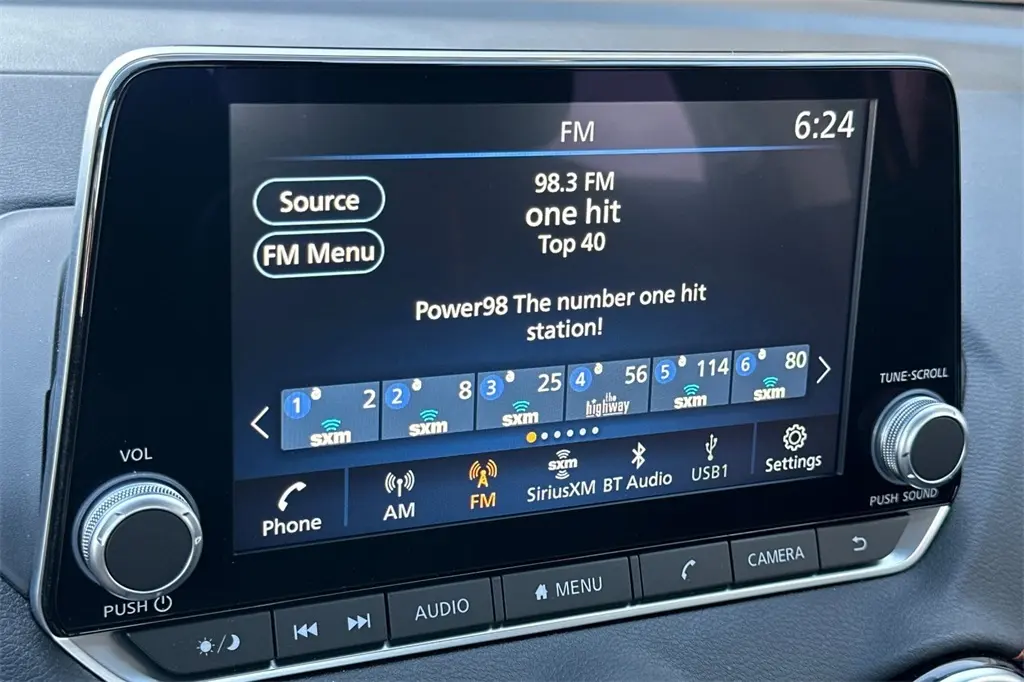 FM
6:24
Source
FM Menu
98.3 FM
one hit
Top 40
Power98 The number one hit
station!
1 2 sxm
2 8 sxm
3 25 sxm
4 56 the highway
5 114 sxm
6 80 sxm
Phone
AM
FM
sxm
SiriusXM
BT Audio
USB1
Settings
VOL
PUSH
TUNE·SCROLL
PUSH SOUND
AUDIO
MENU
CAMERA